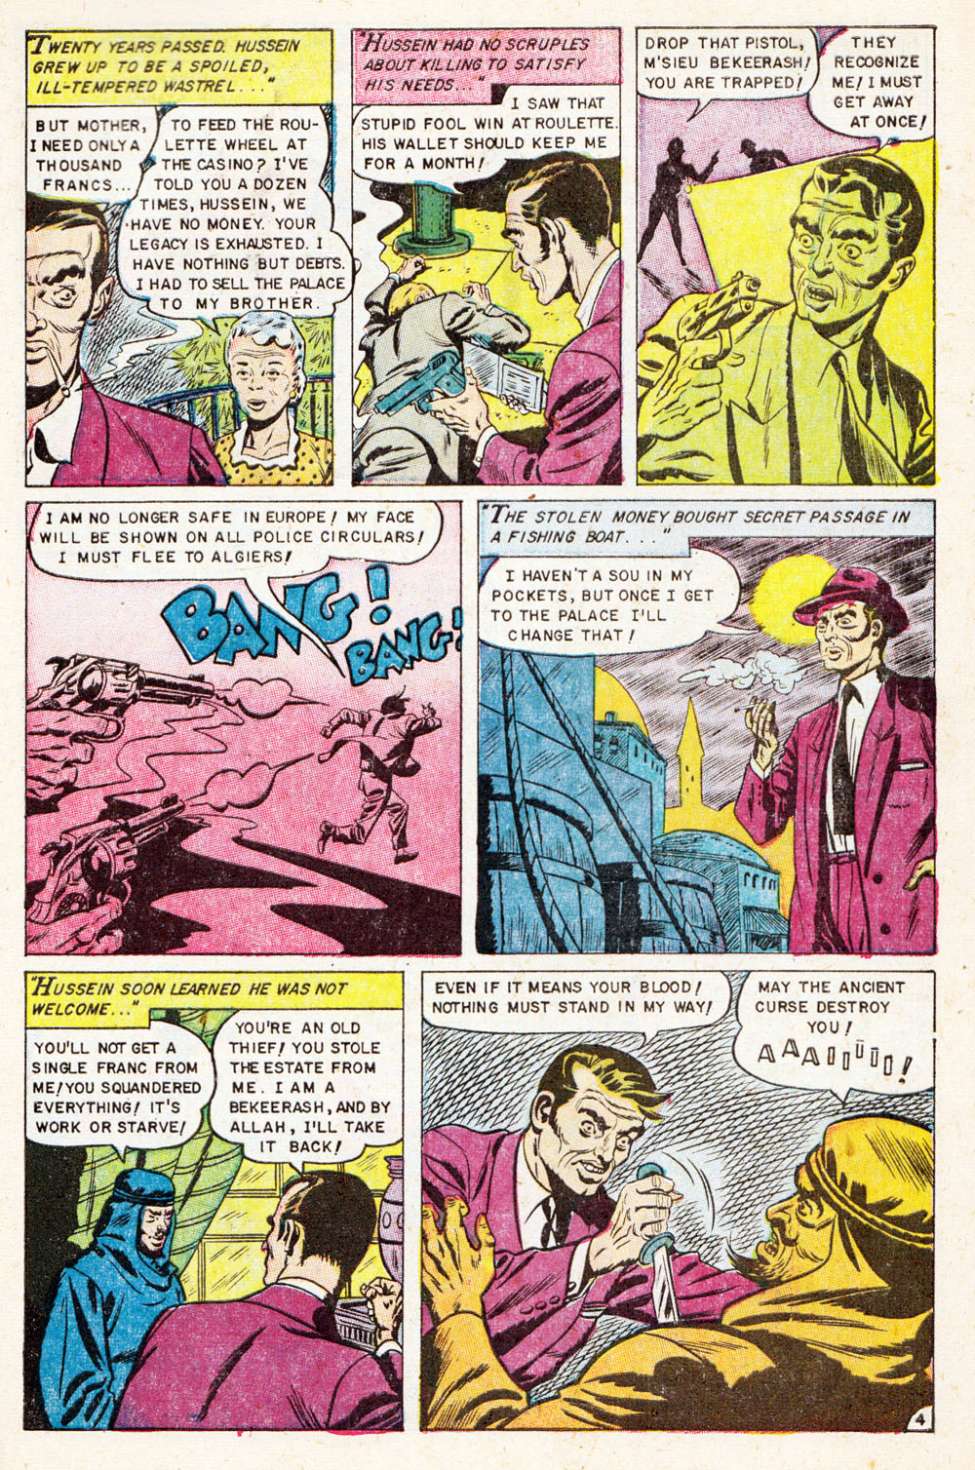 "TWENTY YEARS PASSED. HUSSEIN
GREW UP TO BE A SPOILED,
ILL-TEMPERED WASTREL..."
BUT MOTHER,
I NEED ONLY A
THOUSAND
FRANCS...
TO FEED THE ROU-
LETTE WHEEL AT
THE CASINO? I'VE
TOLD YOU A DOZEN
TIMES, HUSSEIN, WE
HAVE NO MONEY. YOUR
LEGACY IS EXHAUSTED. I
HAVE NOTHING BUT DEBTS.
I HAD TO SELL THE PALACE
TO MY BROTHER.
"HUSSEIN HAD NO SCRUPLES
ABOUT KILLING TO SATISFY
HIS NEEDS..."
I SAW THAT
STUPID FOOL WIN AT ROULETTE.
HIS WALLET SHOULD KEEP ME
FOR A MONTH!
DROP THAT PISTOL,
M'SIEU BEKEERASH!
YOU ARE TRAPPED!
THEY
RECOGNIZE
ME! I MUST
GET AWAY
AT ONCE!
I AM NO LONGER SAFE IN EUROPE! MY FACE
WILL BE SHOWN ON ALL POLICE CIRCULARS!
I MUST FLEE TO ALGIERS!
BANG!
BANG!
"THE STOLEN MONEY BOUGHT SECRET PASSAGE IN
A FISHING BOAT..."
I HAVEN'T A SOU IN MY
POCKETS, BUT ONCE I GET
TO THE PALACE I'LL
CHANGE THAT!
"HUSSEIN SOON LEARNED HE WAS NOT
WELCOME..."
YOU'LL NOT GET A
SINGLE FRANC FROM
ME! YOU SQUANDERED
EVERYTHING! IT'S
WORK OR STARVE!
YOU'RE AN OLD
THIEF! YOU STOLE
THE ESTATE FROM
ME. I AM A
BEKEERASH, AND BY
ALLAH, I'LL TAKE
IT BACK!
EVEN IF IT MEANS YOUR BLOOD!
NOTHING MUST STAND IN MY WAY!
MAY THE ANCIENT
CURSE DESTROY
YOU!
AAAIIIIII!
4